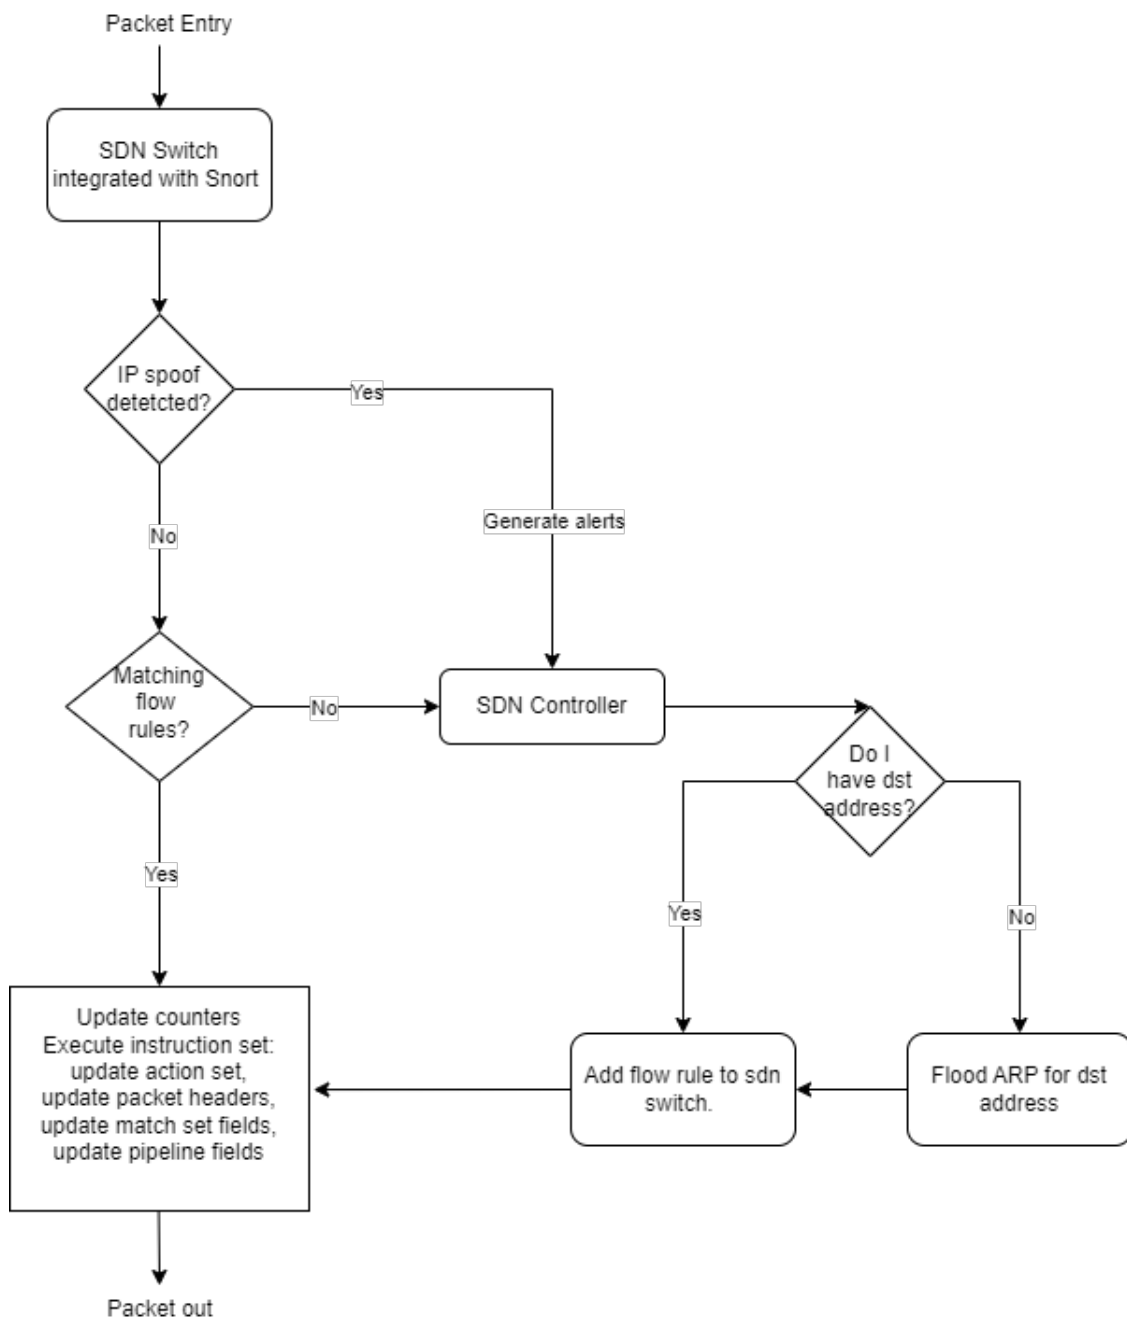 Packet Entry
SDN Switch
integrated with Snort
IP spoof
detetcted?
Yes
Generate alerts
No
Matching
flow
rules?
No
SDN Controller
Do I
have dst
address?
Yes
Yes
No
Update counters
Execute instruction set:
update action set,
update packet headers,
update match set fields,
update pipeline fields
Add flow rule to sdn
switch.
Flood ARP for dst
address
Packet out